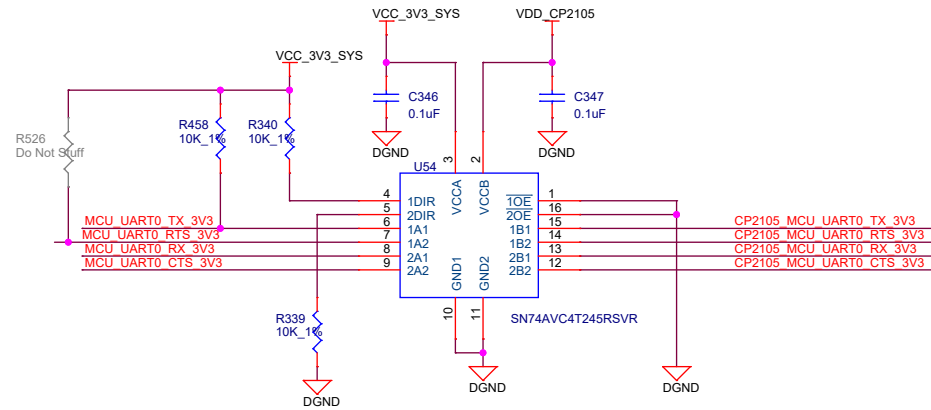 VCC_3V3_SYS
VDD_CP2105
VCC_3V3_SYS
C346
0.1uF
C347
0.1uF
R526
Do Not Stuff
R458
10K_1%
R340
10K_1%
DGND
DGND
3
2
U54
VCCA
VCCB
4
1DIR
1OE
1
5
2DIR
2OE
16
MCU_UART0_TX_3V3
6
1A1
1B1
15
CP2105_MCU_UART0_TX_3V3
MCU_UART0_RTS_3V3
7
1A2
1B2
14
CP2105_MCU_UART0_RTS_3V3
MCU_UART0_RX_3V3
8
2A1
2B1
13
CP2105_MCU_UART0_RX_3V3
MCU_UART0_CTS_3V3
9
2A2
2B2
12
CP2105_MCU_UART0_CTS_3V3
GND1
GND2
10
11
SN74AVC4T245RSVR
R339
10K_1%
DGND
DGND
DGND